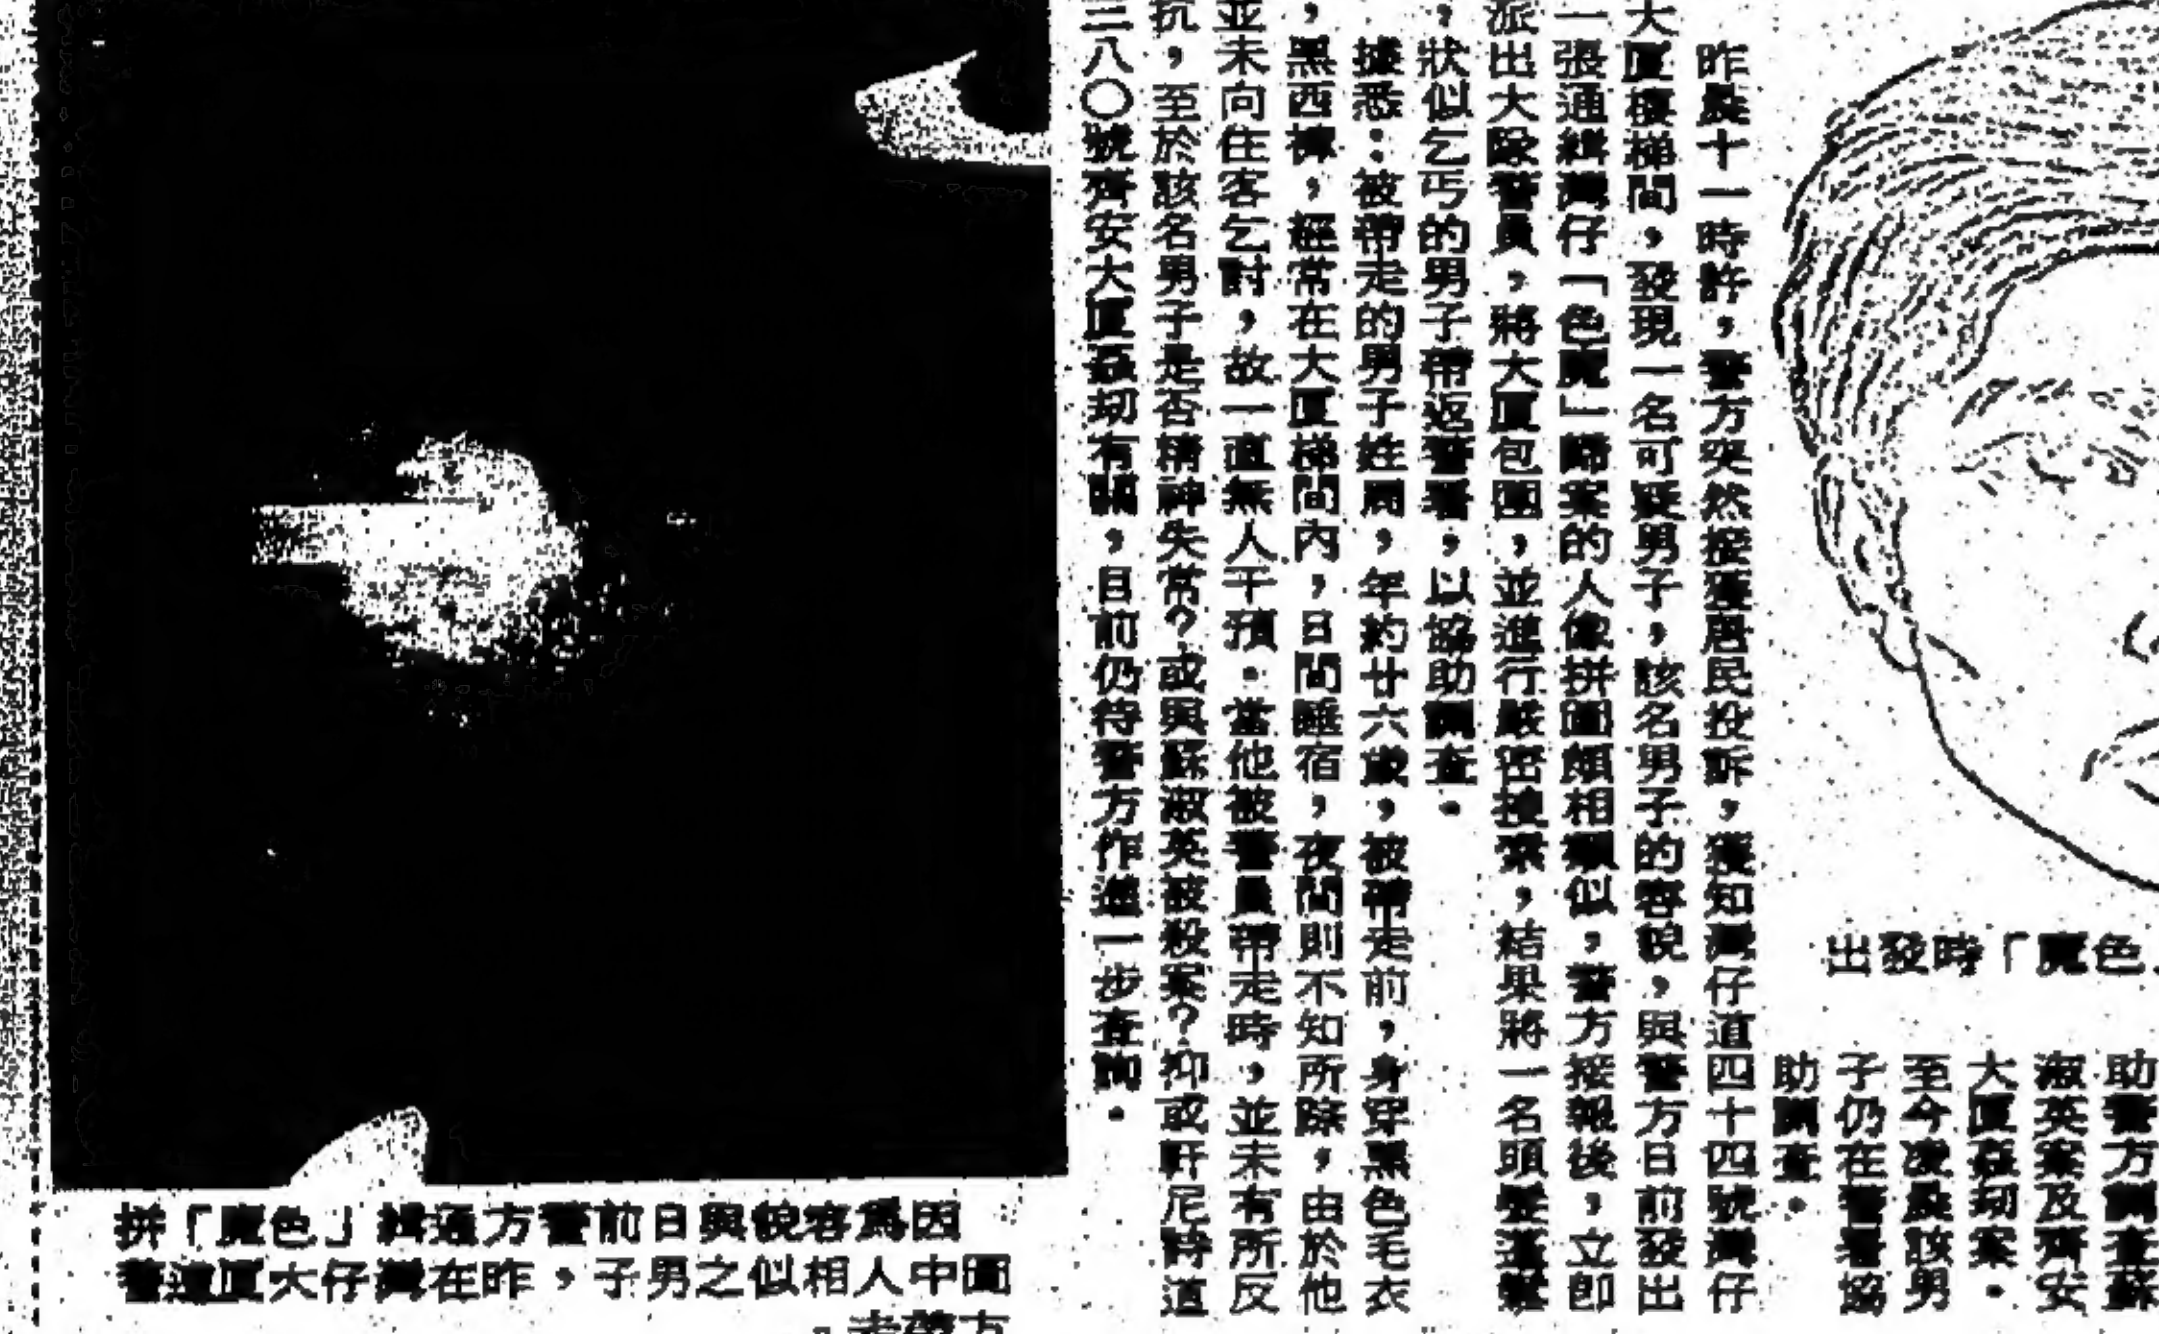 助警方調查蘇
淑英案及齊安
大厦姦刧案。
至今凌晨該男
子仍在警署協
助調查。
昨晨十一時許，警方突然接獲居民投訴，獲知灣仔道四十四號灣仔
大厦樓梯間，發現一名可疑男子，該名男子的容貌，與警方日前發出
一張通緝灣仔「色魔」歸案的人像拼圖頗相類似，警方接報後，立卽
派出大隊警員，將大厦包圍，並進行嚴密搜索，結果將一名頭髮蓬鬆
，狀似乞丐的男子帶返警署，以協助調查。
據悉：被帶走的男子姓周，年約廿六歲，被帶走前，身穿黑色毛衣
，黑西褲，經常在大厦梯間內，日間睡宿，夜間則不知所踪，由於他
並未向住客乞討，故一直無人干預。當他被警員帶走時，並未有所反
抗，至於該名男子是否精神失常？或與蘇淑英被殺案？抑或軒尼詩道
三八〇號齊安大厦姦刧有關，目前仍待警方作進一步查詢。
出發時「魔色」
因爲容貌與日前警方通緝「色魔」拼
圖中人相似之男子，昨在灣仔大厦遭警
方帶走。